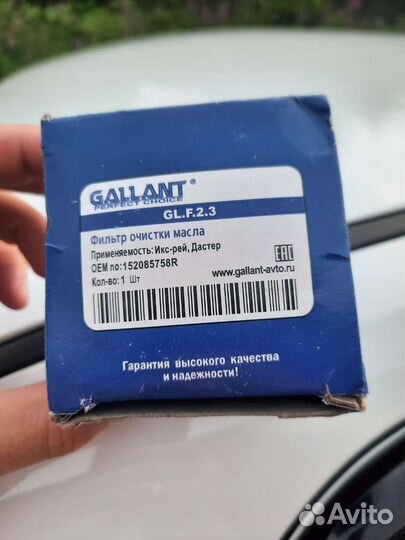 GALLANT®
PERFECT CHOICE
GL.F.2.3
Фильтр очистки масла
Применяемость: Икс-рей, Дастер
OEM no:152085758R
Кол-во: 1 Шт
EAC
www.gallant-avto.ru
Гарантия высокого качества
и надежности!
Avito